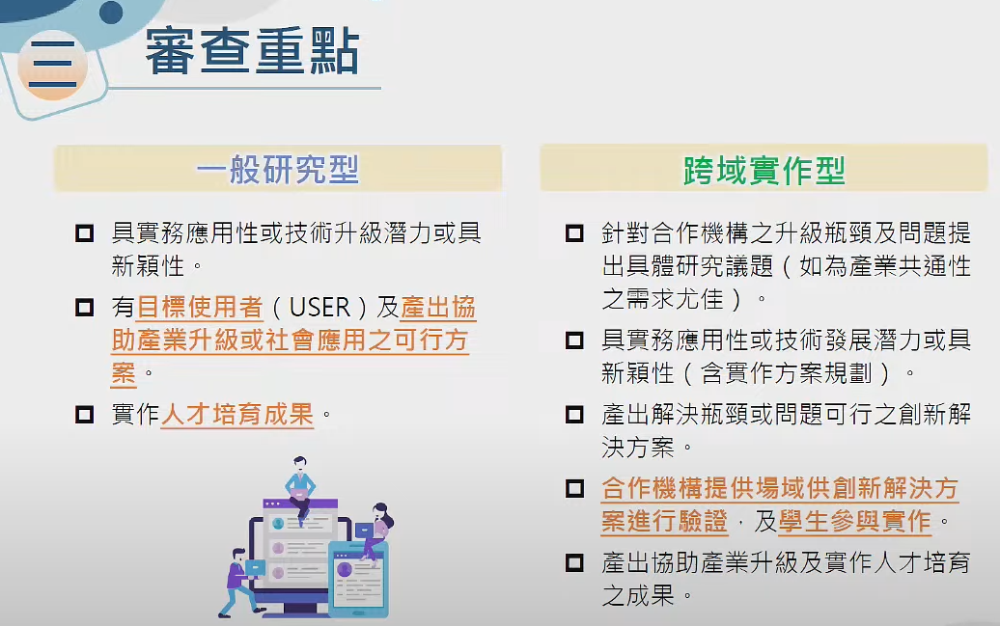 三
審查重點
一般研究型
具實務應用性或技術升級潛力或具
新穎性。
有目標使用者（USER）及產出協
助產業升級或社會應用之可行方
案。
實作人才培育成果。
跨域實作型
針對合作機構之升級瓶頸及問題提
出具體研究議題（如為產業共通性
之需求尤佳）。
具實務應用性或技術發展潛力或具
新穎性（含實作方案規劃）。
產出解決瓶頸或問題可行之創新解
決方案。
合作機構提供場域供創新解決方
案進行驗證，及學生參與實作。
產出協助產業升級及實作人才培育
之成果。